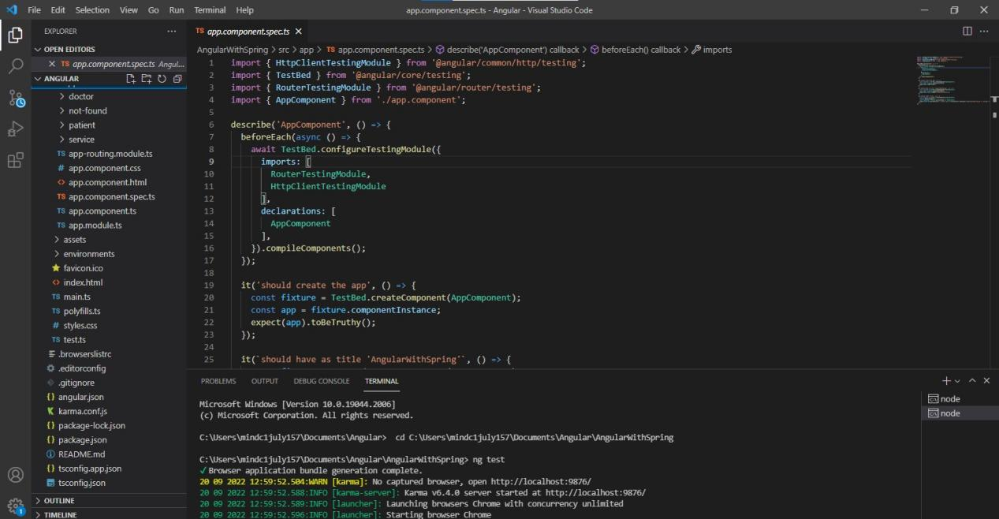 File Edit Selection View Go Run Terminal Help
app.component.spec.ts - Angular - Visual Studio Code
EXPLORER
OPEN EDITORS
TS app.component.spec.ts Angul...
ANGULAR
doctor
not-found
patient
service
TS app-routing.module.ts
# app.component.css
<> app.component.html
TS app.component.spec.ts
TS app.component.ts
TS app.module.ts
assets
environments
favicon.ico
<> index.html
TS main.ts
TS polyfills.ts
# styles.css
TS test.ts
.browserslistrc
.editorconfig
.gitignore
{} angular.json
karma.conf.js
{} package-lock.json
{} package.json
README.md
{} tsconfig.app.json
tsconfig.json
OUTLINE
TIMELINE
1
TS app.component.spec.ts
AngularWithSpring > src > app > TS app.component.spec.ts > describe('AppComponent') callback > beforeEach() callback > imports
1 import { HttpClientTestingModule } from '@angular/common/http/testing';
2 import { TestBed } from '@angular/core/testing';
3 import { RouterTestingModule } from '@angular/router/testing';
4 import { AppComponent } from './app.component';
5
6 describe('AppComponent', () => {
7 beforeEach(async () => {
8 await TestBed.configureTestingModule({
9 imports: [
10 RouterTestingModule,
11 HttpClientTestingModule
12 ],
13 declarations: [
14 AppComponent
15 ],
16 }).compileComponents();
17 });
18
19 it('should create the app', () => {
20 const fixture = TestBed.createComponent(AppComponent);
21 const app = fixture.componentInstance;
22 expect(app).toBeTruthy();
23 });
24
25 it(`should have as title 'AngularWithSpring'`, () => {
PROBLEMS OUTPUT DEBUG CONSOLE TERMINAL
Microsoft Windows [Version 10.0.19044.2006]
(c) Microsoft Corporation. All rights reserved.
C:\Users\mindc1july157\Documents\Angular> cd C:\Users\mindc1july157\Documents\Angular\AngularWithSpring
C:\Users\mindc1july157\Documents\Angular\AngularWithSpring> ng test
✓ Browser application bundle generation complete.
20 09 2022 12:59:52.504:WARN [karma]: No captured browser, open http://localhost:9876/
20 09 2022 12:59:52.588:INFO [karma-server]: Karma v6.4.0 server started at http://localhost:9876/
20 09 2022 12:59:52.589:INFO [launcher]: Launching browsers Chrome with concurrency unlimited
20 09 2022 12:59:52.596:INFO [launcher]: Starting browser Chrome
node
node